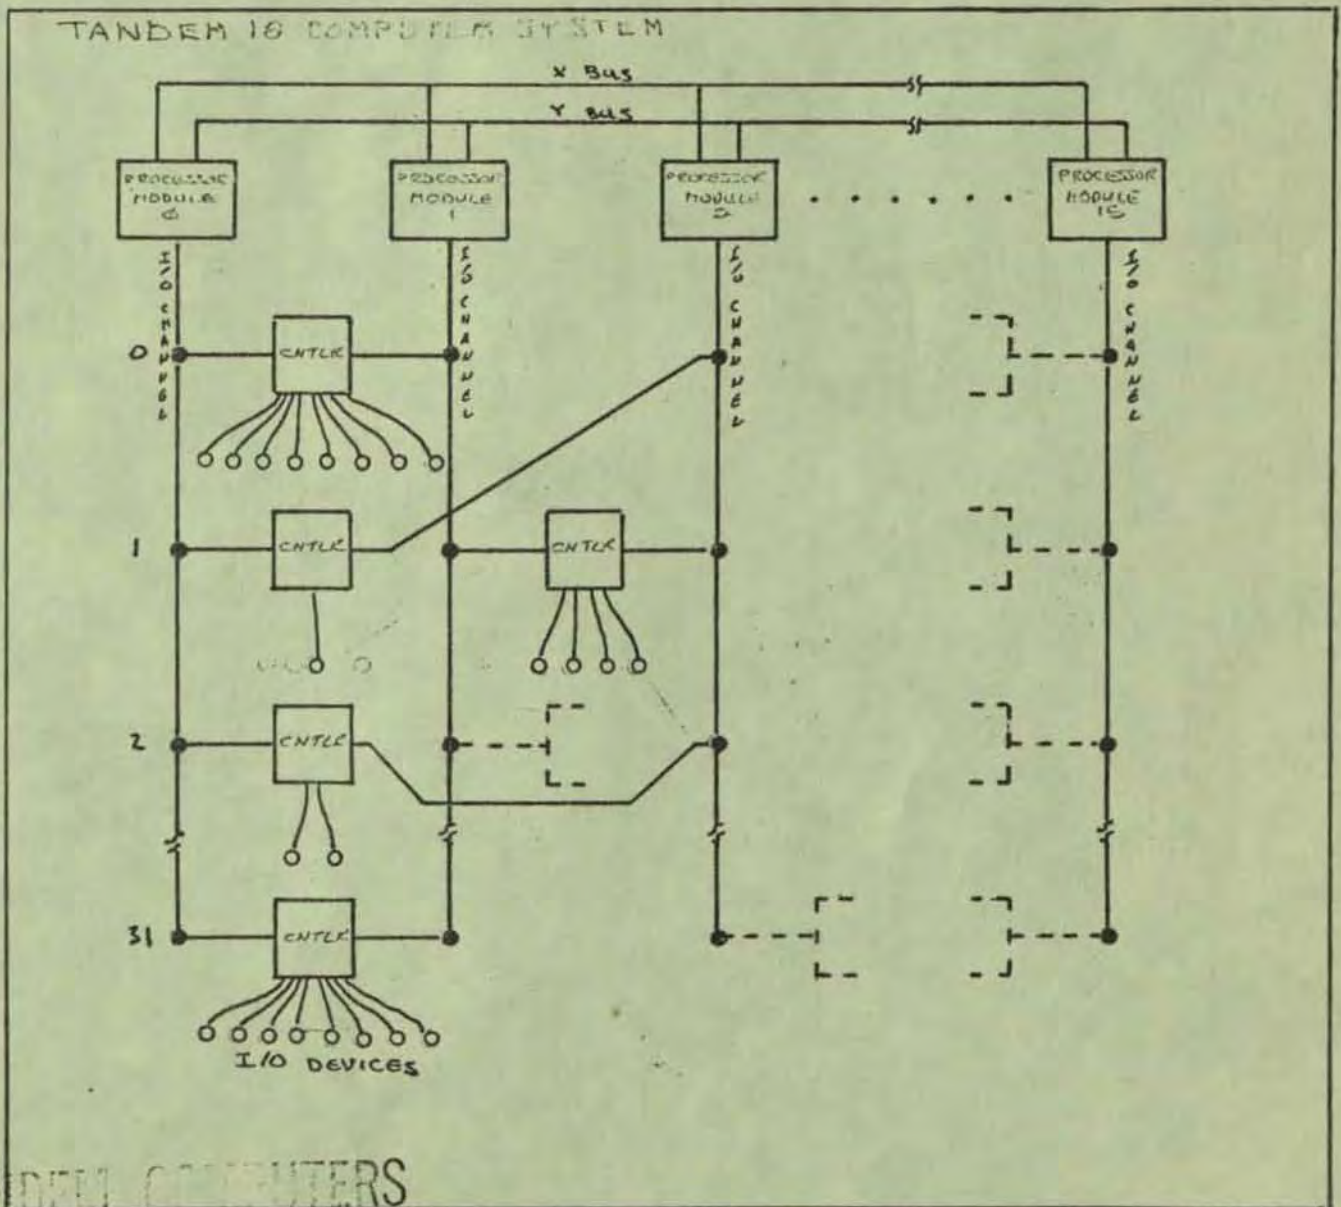 TANDEM 16 COMPUTER SYSTEM
X BUS
Y BUS
PROCESSOR
MODULE
0
PROCESSOR
MODULE
1
PROCESSOR
MODULE
2
PROCESSOR
MODULE
15
I/O CHANNEL
I/O CHANNEL
I/O CHANNEL
I/O CHANNEL
0
CNTLR
1
CNTLR
CNTLR
2
CNTLR
31
CNTLR
I/O DEVICES
COMPUTERS